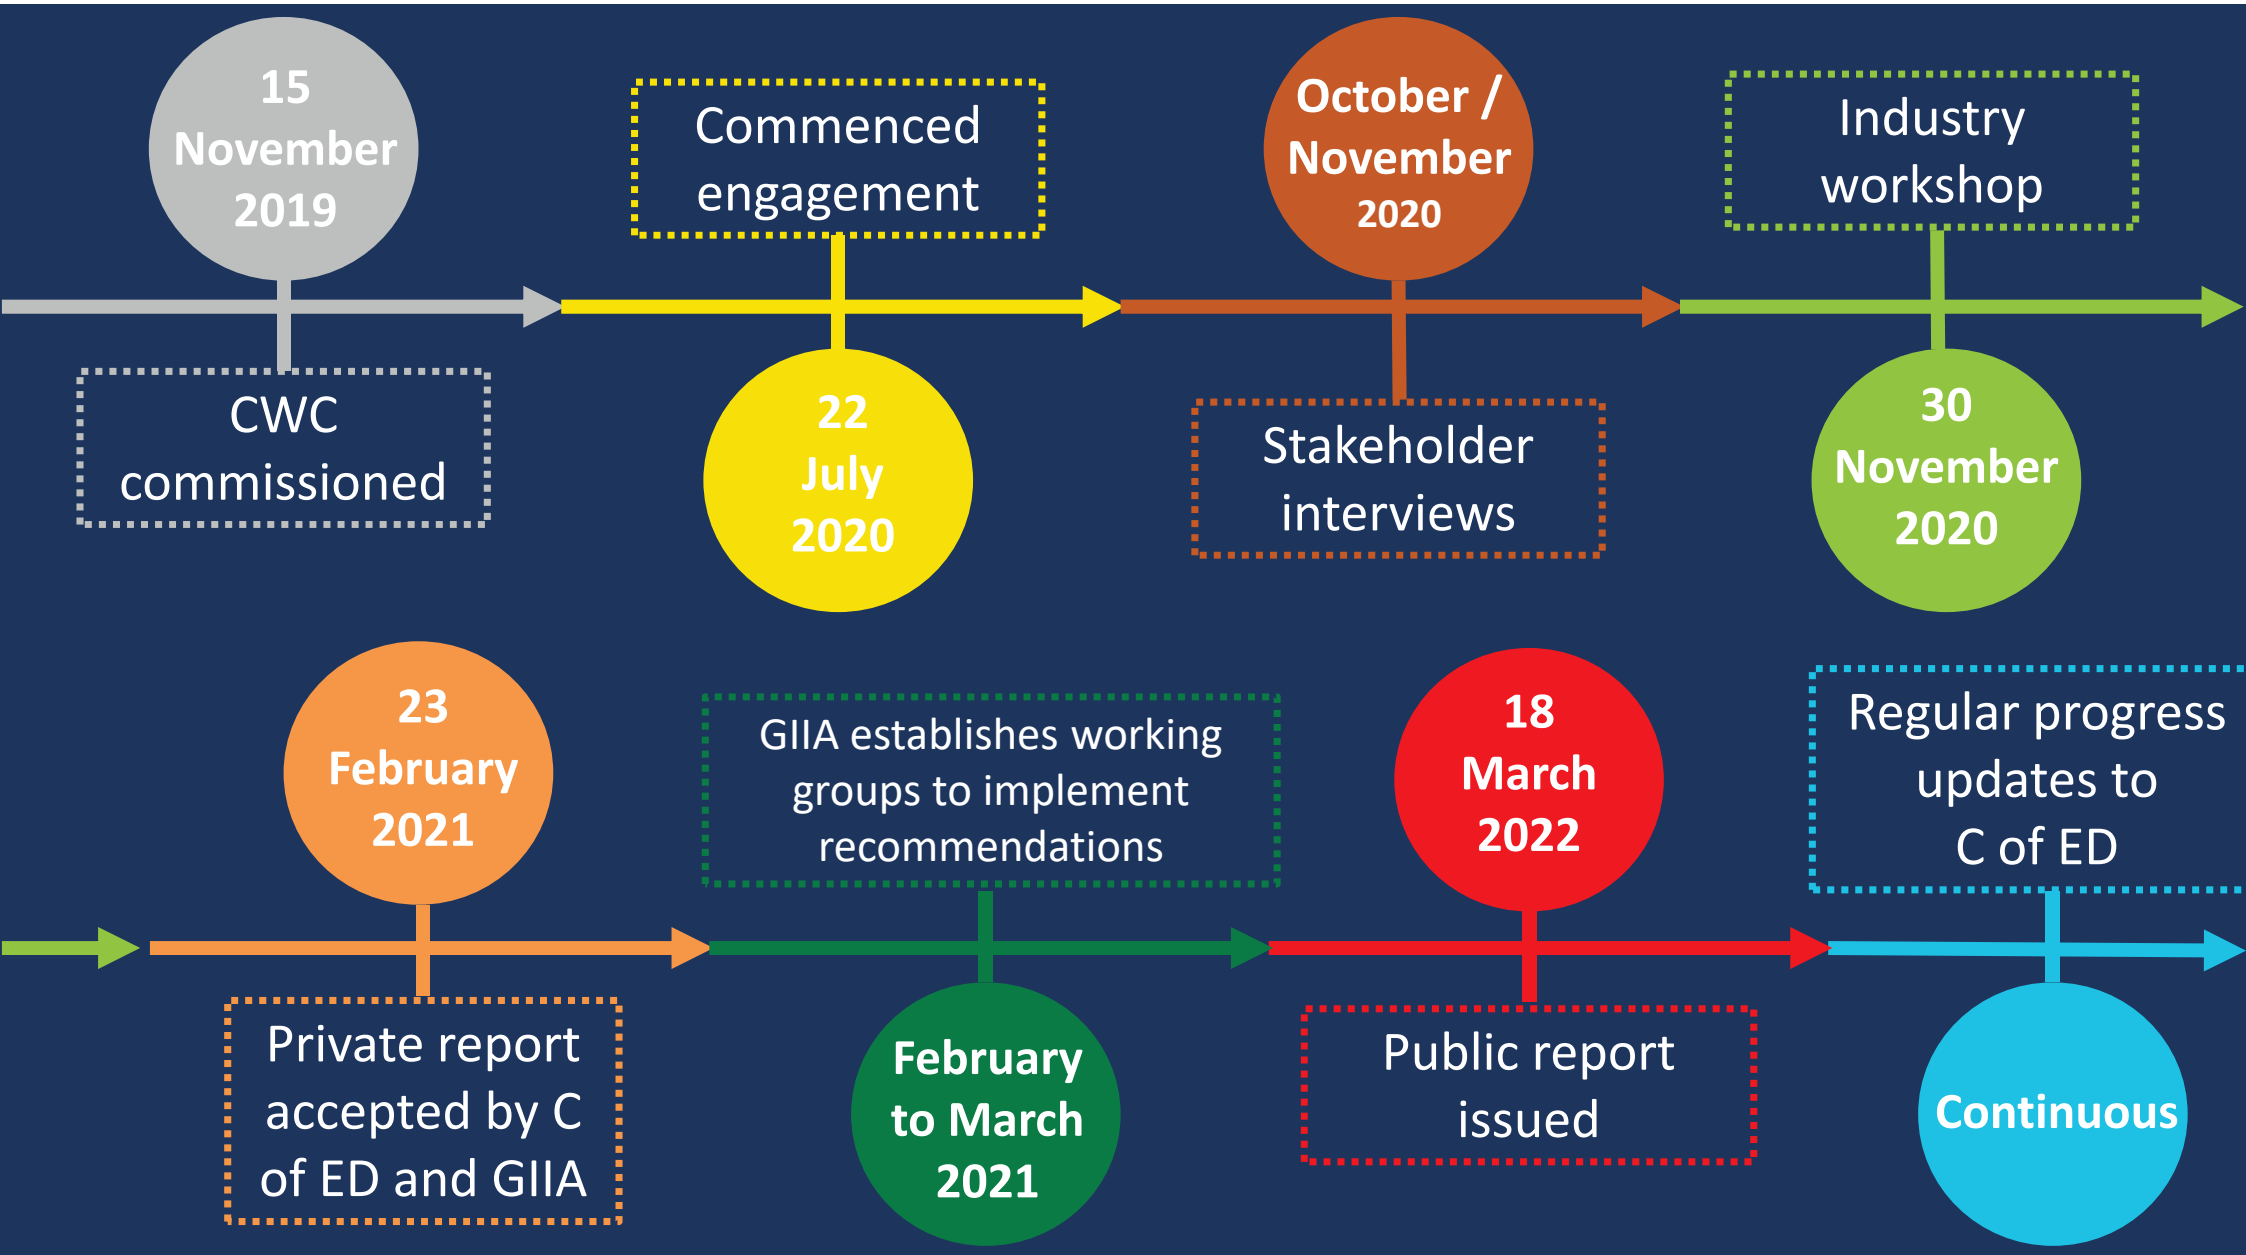 15
November
2019
CWC
commissioned
Commenced
engagement
22
July
2020
October /
November
2020
Stakeholder
interviews
Industry
workshop
30
November
2020
23
February
2021
Private report
accepted by C
of ED and GIIA
GIIA establishes working
groups to implement
recommendations
February
to March
2021
18
March
2022
Public report
issued
Regular progress
updates to
C of ED
Continuous